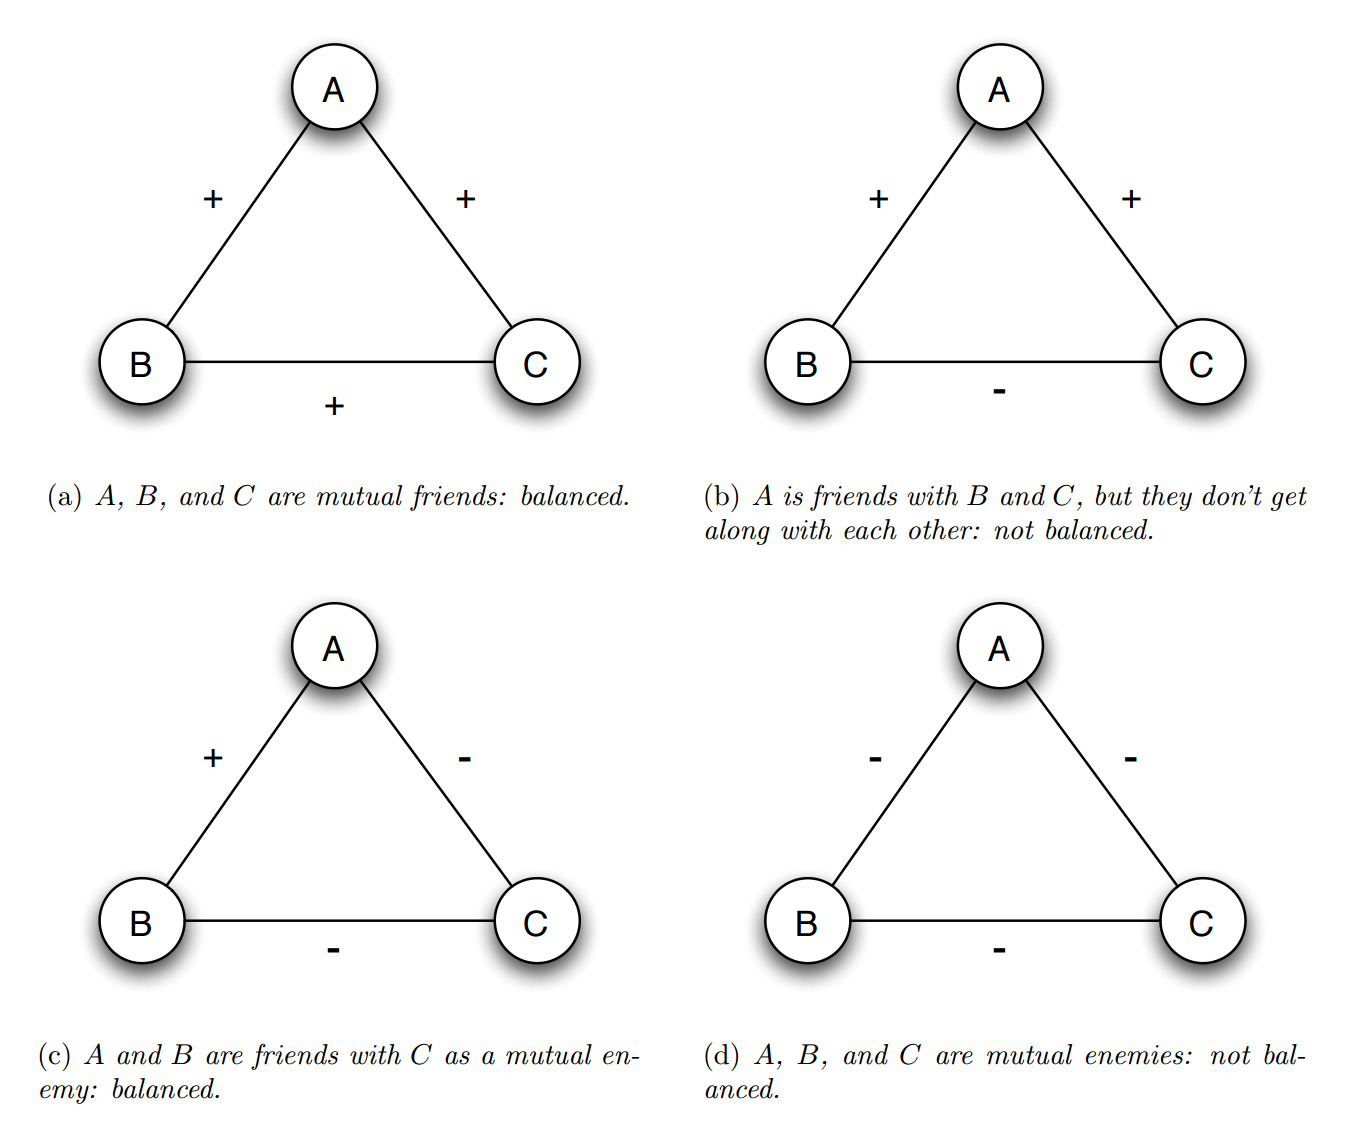 A
A
+
+
+
+
B
C
B
C
+
-
(a) A, B, and C are mutual friends: balanced.
(b) A is friends with B and C, but they don't get
along with each other: not balanced.
A
A
+
-
-
-
B
C
B
C
-
-
(c) A and B are friends with C as a mutual en-
emy: balanced.
(d) A, B, and C are mutual enemies: not bal-
anced.